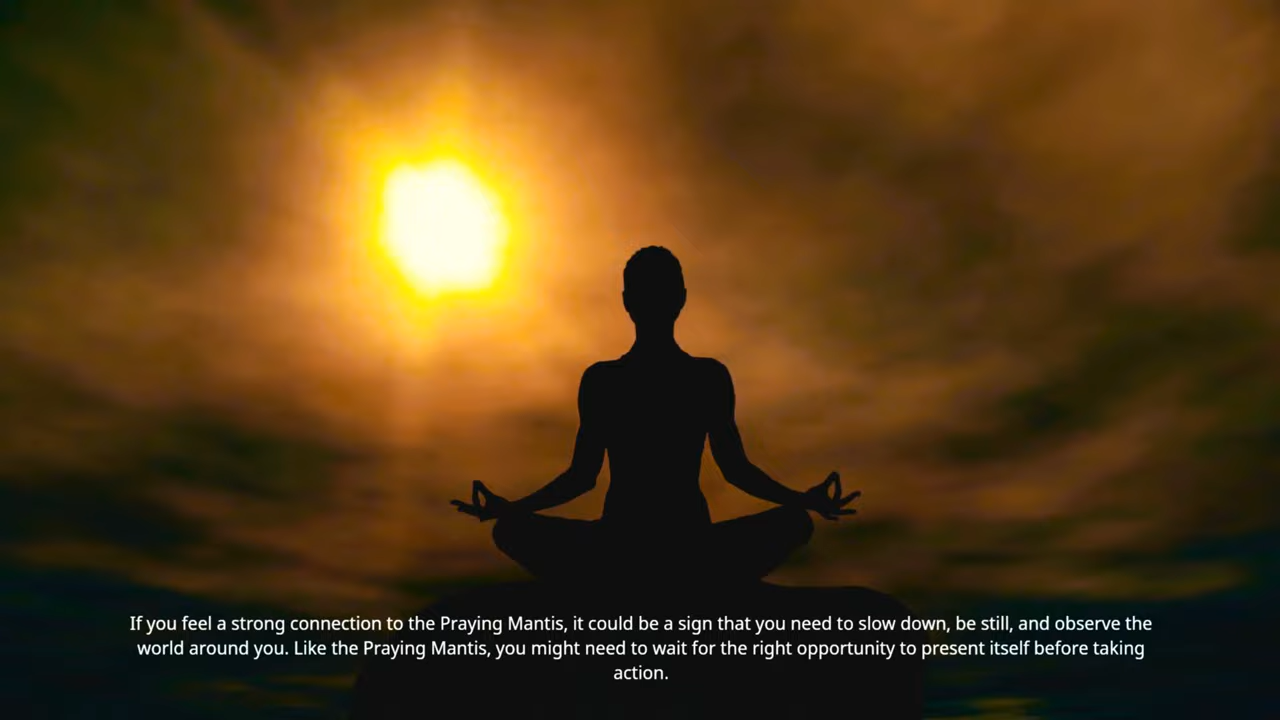 If you feel a strong connection to the Praying Mantis, it could be a sign that you need to slow down, be still, and observe the
world around you. Like the Praying Mantis, you might need to wait for the right opportunity to present itself before taking
action.